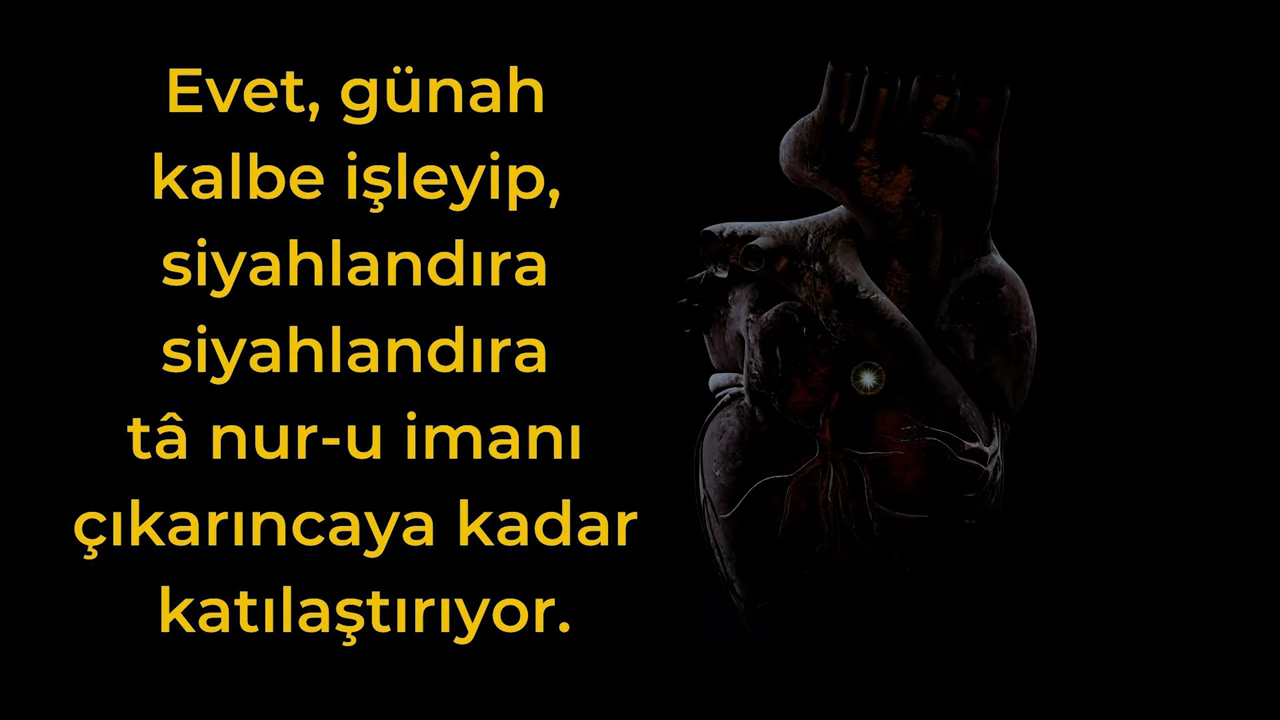 Evet, günah
kalbe işleyip,
siyahlandıra
siyahlandıra
tâ nur-u imanı
çıkarıncaya kadar
katılaştırıyor.